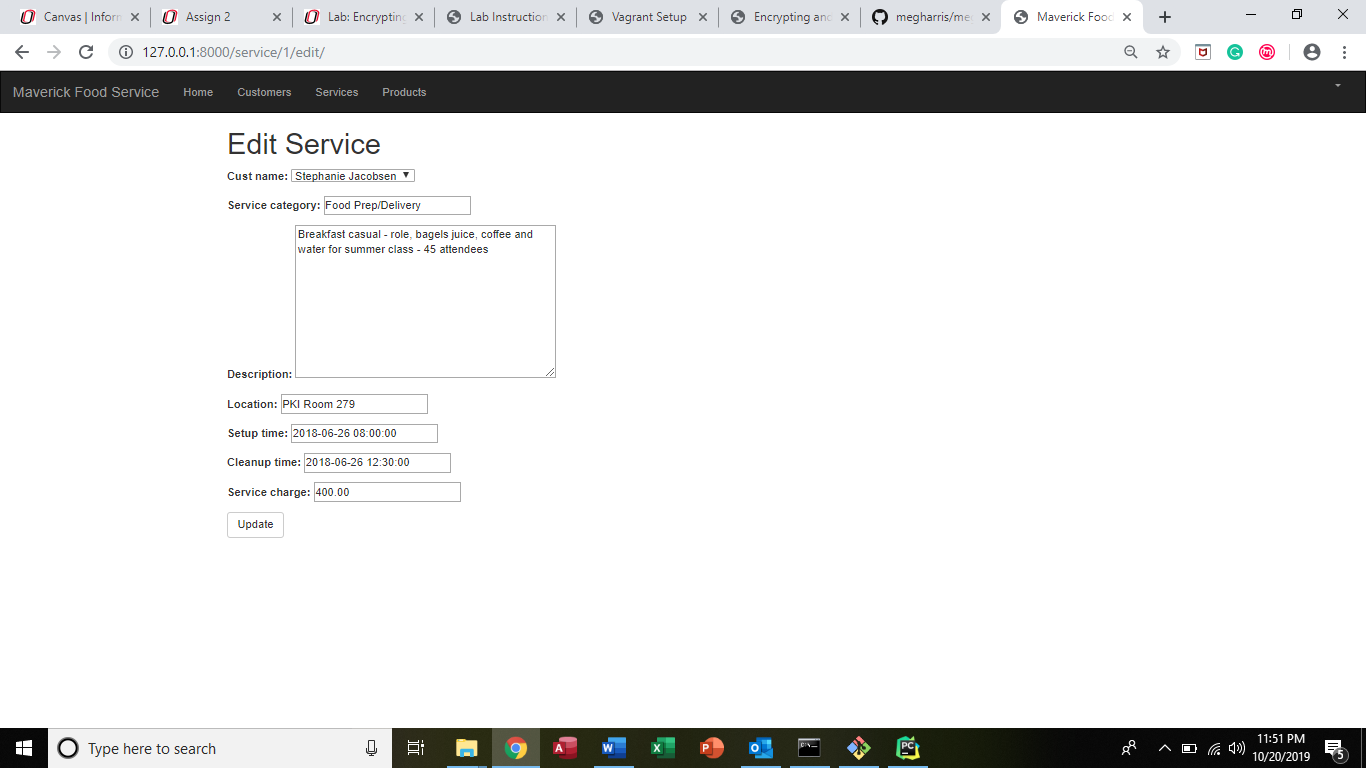 Canvas | Inforn
Assign 2
Lab: Encrypting
Lab Instruction
Vagrant Setup
Encrypting and
megharris/me
Maverick Food
127.0.0.1:8000/service/1/edit/
Maverick Food Service
Home
Customers
Services
Products
Edit Service
Cust name: Stephanie Jacobsen
Service category: Food Prep/Delivery
Breakfast casual - role, bagels juice, coffee and
water for summer class - 45 attendees
Description:
Location: PKI Room 279
Setup time: 2018-06-26 08:00:00
Cleanup time: 2018-06-26 12:30:00
Service charge: 400.00
Update
Type here to search
11:51 PM
10/20/2019
5